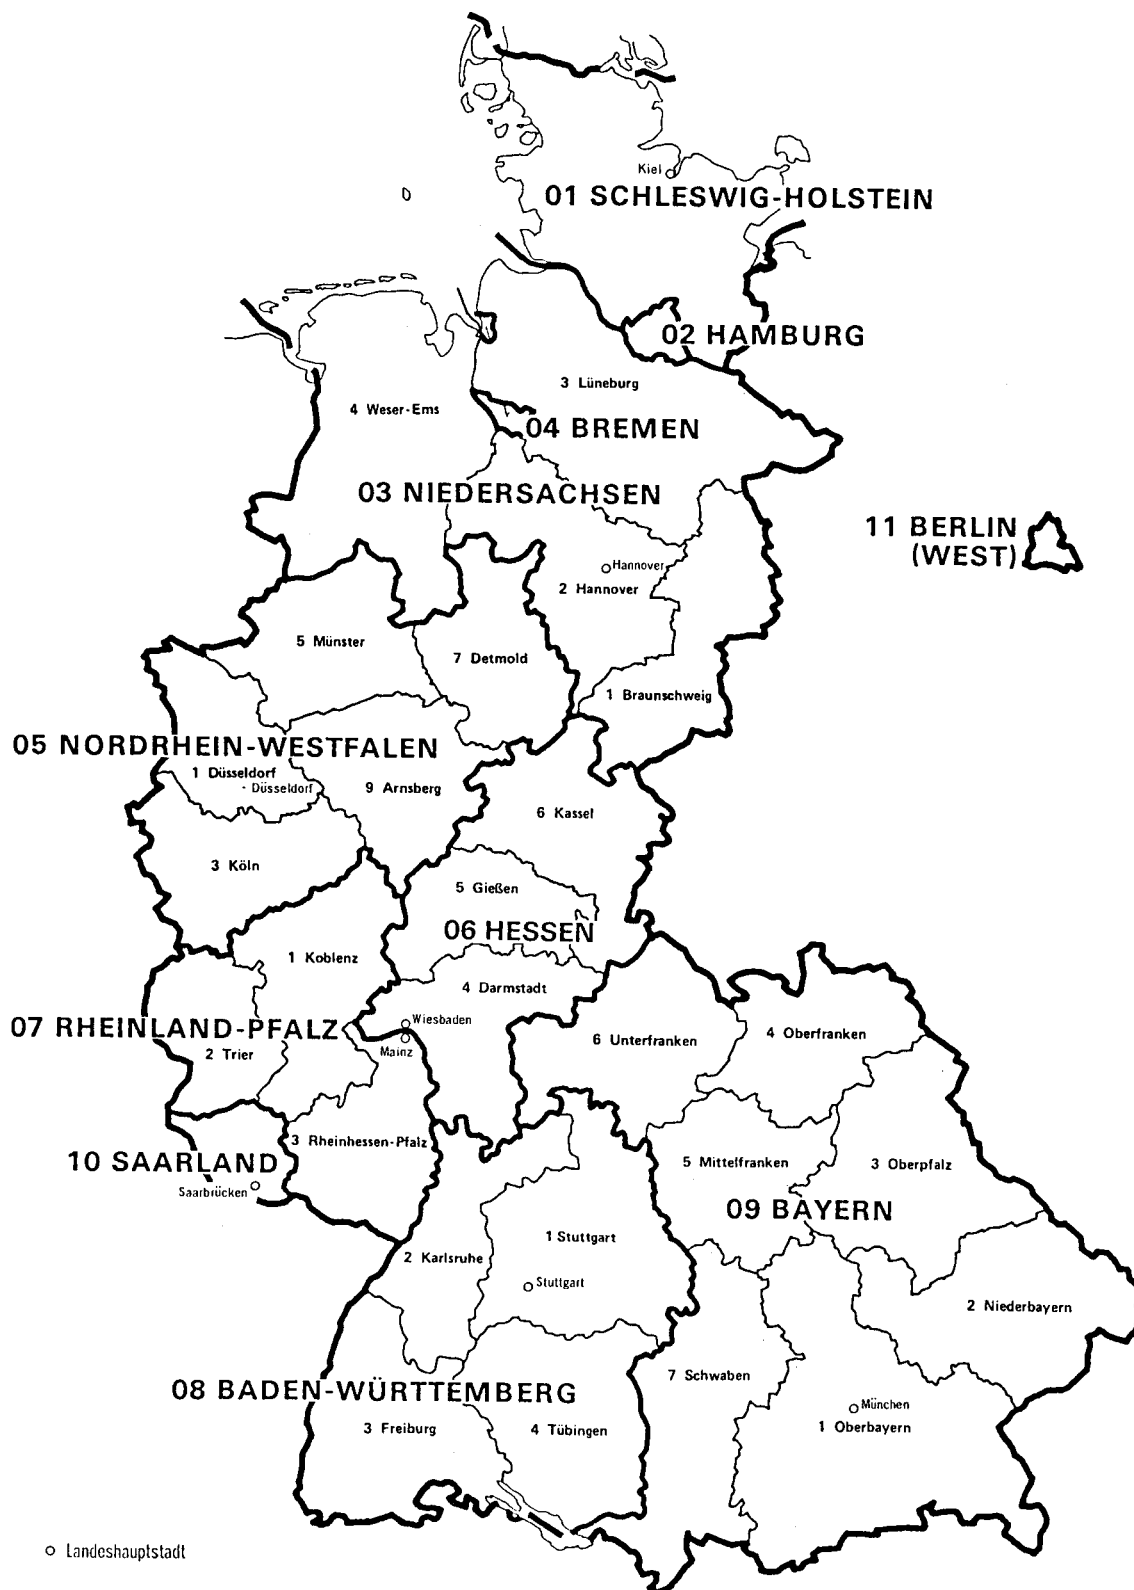 Kiel
01 SCHLESWIG-HOLSTEIN
02 HAMBURG
3 Lüneburg
4 Weser-Ems
04 BREMEN
03 NIEDERSACHSEN
11 BERLIN
(WEST)
Hannover
2 Hannover
5 Münster
7 Detmold
1 Braunschweig
05 NORDRHEIN-WESTFALEN
1 Düsseldorf
Düsseldorf
9 Arnsberg
6 Kassel
3 Köln
5 Gießen
06 HESSEN
1 Koblenz
4 Darmstadt
Wiesbaden
07 RHEINLAND-PFALZ
Mainz
2 Trier
6 Unterfranken
4 Oberfranken
3 Rheinhessen-Pfalz
10 SAARLAND
Saarbrücken
5 Mittelfranken
3 Oberpfalz
09 BAYERN
1 Stuttgart
2 Karlsruhe
Stuttgart
2 Niederbayern
7 Schwaben
08 BADEN-WÜRTTEMBERG
München
3 Freiburg
4 Tübingen
1 Oberbayern
Landeshauptstadt